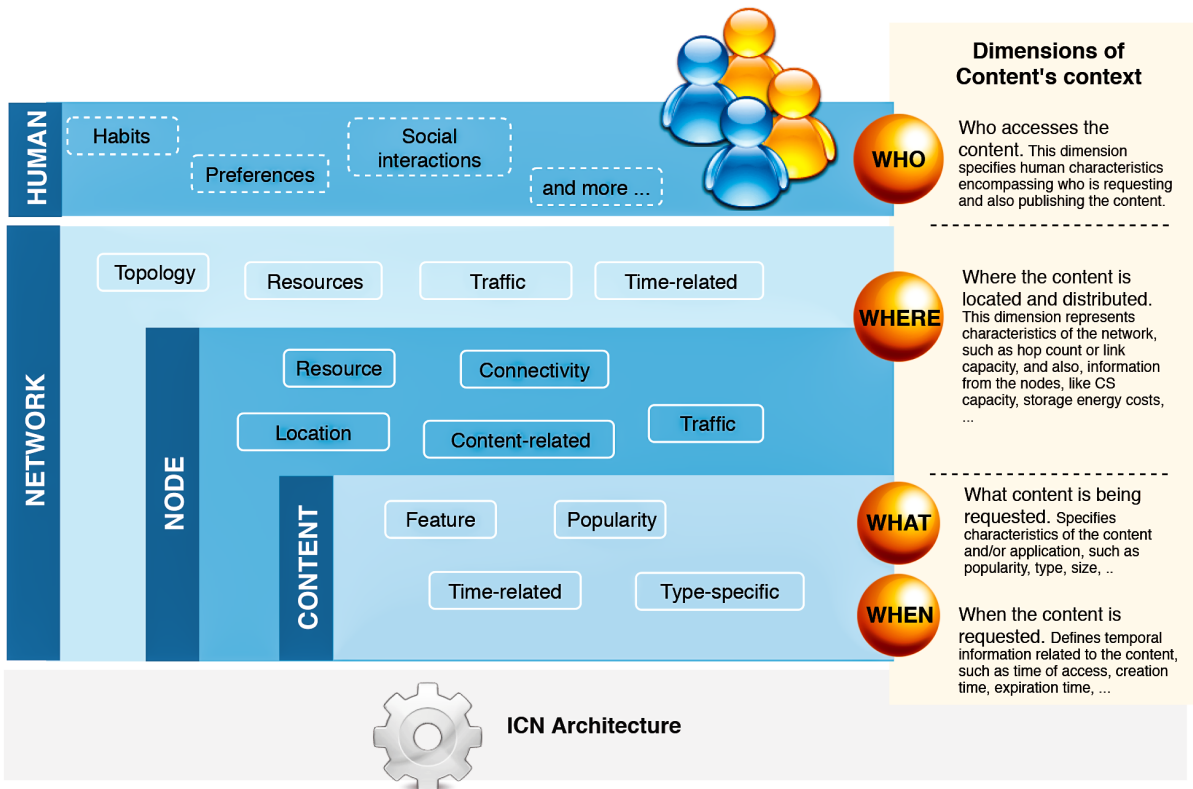 Dimensions of
Content's context
HUMAN
Habits
Preferences
Social
interactions
and more ...
WHO
Who accesses the
content. This dimension
specifies human characteristics
encompassing who is requesting
and also publishing the content.
NETWORK
Topology
Resources
Traffic
Time-related
WHERE
Where the content is
located and distributed.
This dimension represents
characteristics of the network,
such as hop count or link
capacity, and also, information
from the nodes, like CS
capacity, storage energy costs,
...
NODE
Resource
Connectivity
Location
Content-related
Traffic
CONTENT
Feature
Popularity
Time-related
Type-specific
WHAT
What content is being
requested. Specifies
characteristics of the content
and/or application, such as
popularity, type, size, ..
WHEN
When the content is
requested. Defines temporal
information related to the content,
such as time of access, creation
time, expiration time, ...
ICN Architecture